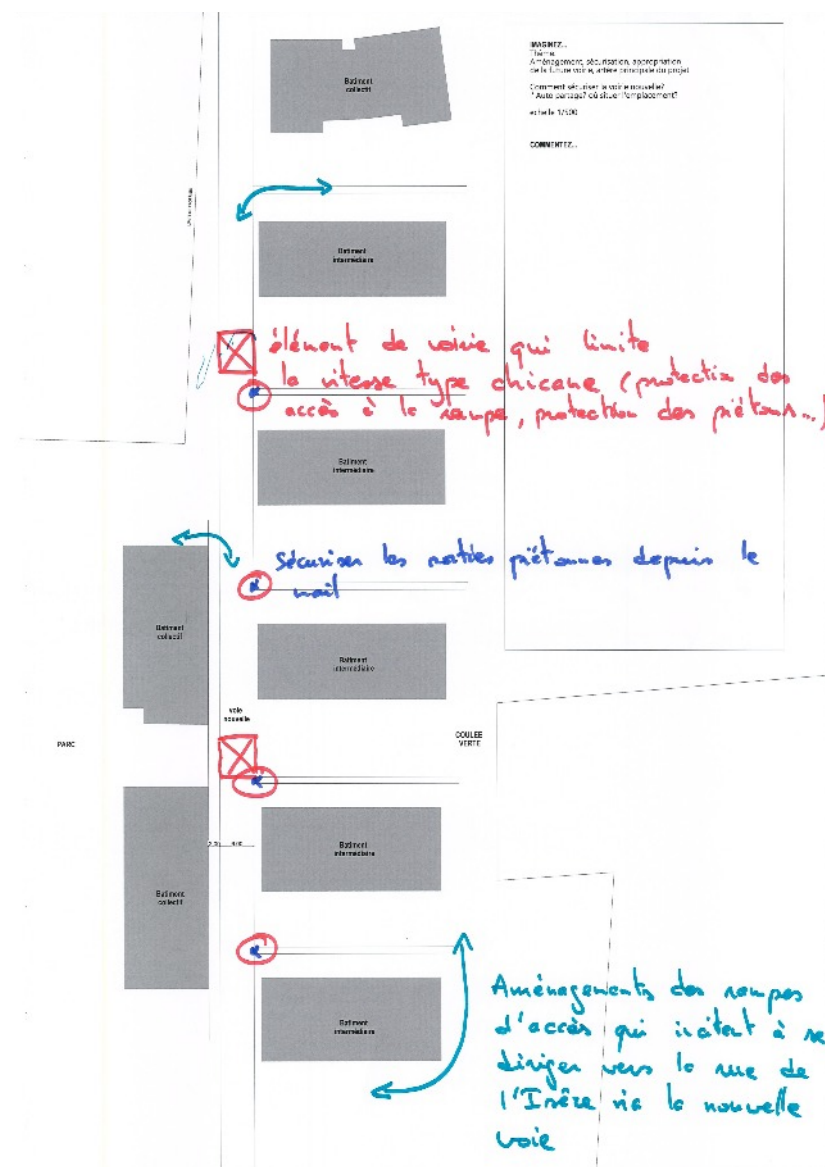 Batiment
collectif
IMAGINEZ...
Thème:
Aménagement, sécurisation, appropriation
de la future voirie, artère principale du projet
Comment sécuriser la voirie nouvelle?
Auto partage? où situer l'emplacement?
echelle 1/500
COMMENTEZ...
Batiment
intermédiaire
élément de voirie qui limite
la vitesse type chicane (protection des
accès à la rampe, protection des piétons...)
Batiment
intermédiaire
Sécuriser les sorties piétonnes depuis le
mail
Batiment
collectif
Batiment
intermédiaire
voie
nouvelle
PARC
COULEE
VERTE
Batiment
intermédiaire
Batiment
collectif
Batiment
intermédiaire
Aménagements des rampes
d'accès qui incitent à se
diriger vers la rue de
l'Isère via la nouvelle
voie